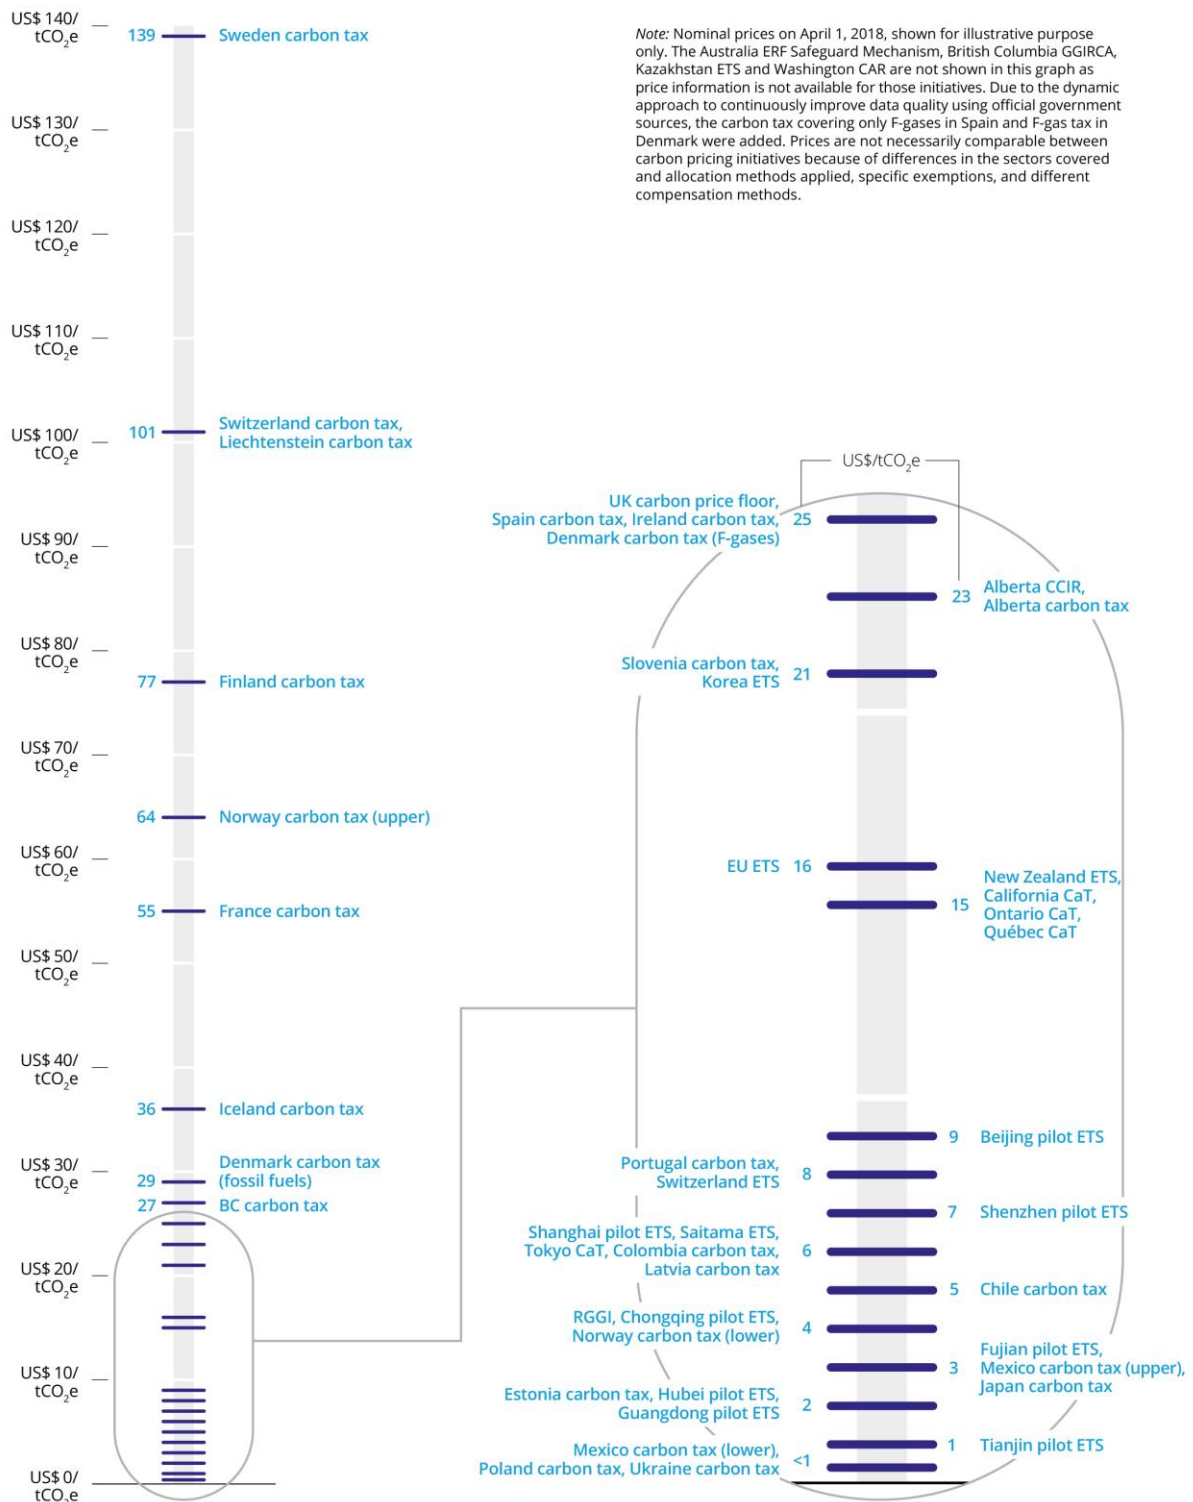 US$ 140/
tCO₂e
139 Sweden carbon tax
US$ 130/
tCO₂e
US$ 120/
tCO₂e
US$ 110/
tCO₂e
101 Switzerland carbon tax,
Liechtenstein carbon tax
US$ 100/
tCO₂e
US$ 90/
tCO₂e
US$ 80/
tCO₂e
77 Finland carbon tax
US$ 70/
tCO₂e
64 Norway carbon tax (upper)
US$ 60/
tCO₂e
55 France carbon tax
US$ 50/
tCO₂e
US$ 40/
tCO₂e
36 Iceland carbon tax
US$ 30/
tCO₂e
29 Denmark carbon tax
(fossil fuels)
27 BC carbon tax
US$ 20/
tCO₂e
US$ 10/
tCO₂e
US$ 0/
tCO₂e
Note: Nominal prices on April 1, 2018, shown for illustrative purpose
only. The Australia ERF Safeguard Mechanism, British Columbia GGIRCA,
Kazakhstan ETS and Washington CAR are not shown in this graph as
price information is not available for those initiatives. Due to the dynamic
approach to continuously improve data quality using official government
sources, the carbon tax covering only F-gases in Spain and F-gas tax in
Denmark were added. Prices are not necessarily comparable between
carbon pricing initiatives because of differences in the sectors covered
and allocation methods applied, specific exemptions, and different
compensation methods.
US$/tCO₂e
UK carbon price floor,
Spain carbon tax, Ireland carbon tax, 25
Denmark carbon tax (F-gases)
23 Alberta CCIR,
Alberta carbon tax
Slovenia carbon tax,
Korea ETS 21
EU ETS 16
15 New Zealand ETS,
California CaT,
Ontario CaT,
Québec CaT
9 Beijing pilot ETS
Portugal carbon tax,
Switzerland ETS 8
7 Shenzhen pilot ETS
Shanghai pilot ETS, Saitama ETS,
Tokyo CaT, Colombia carbon tax, 6
Latvia carbon tax
5 Chile carbon tax
RGGI, Chongqing pilot ETS,
Norway carbon tax (lower) 4
3 Fujian pilot ETS,
Mexico carbon tax (upper),
Japan carbon tax
Estonia carbon tax, Hubei pilot ETS,
Guangdong pilot ETS 2
1 Tianjin pilot ETS
Mexico carbon tax (lower),
Poland carbon tax, Ukraine carbon tax <1